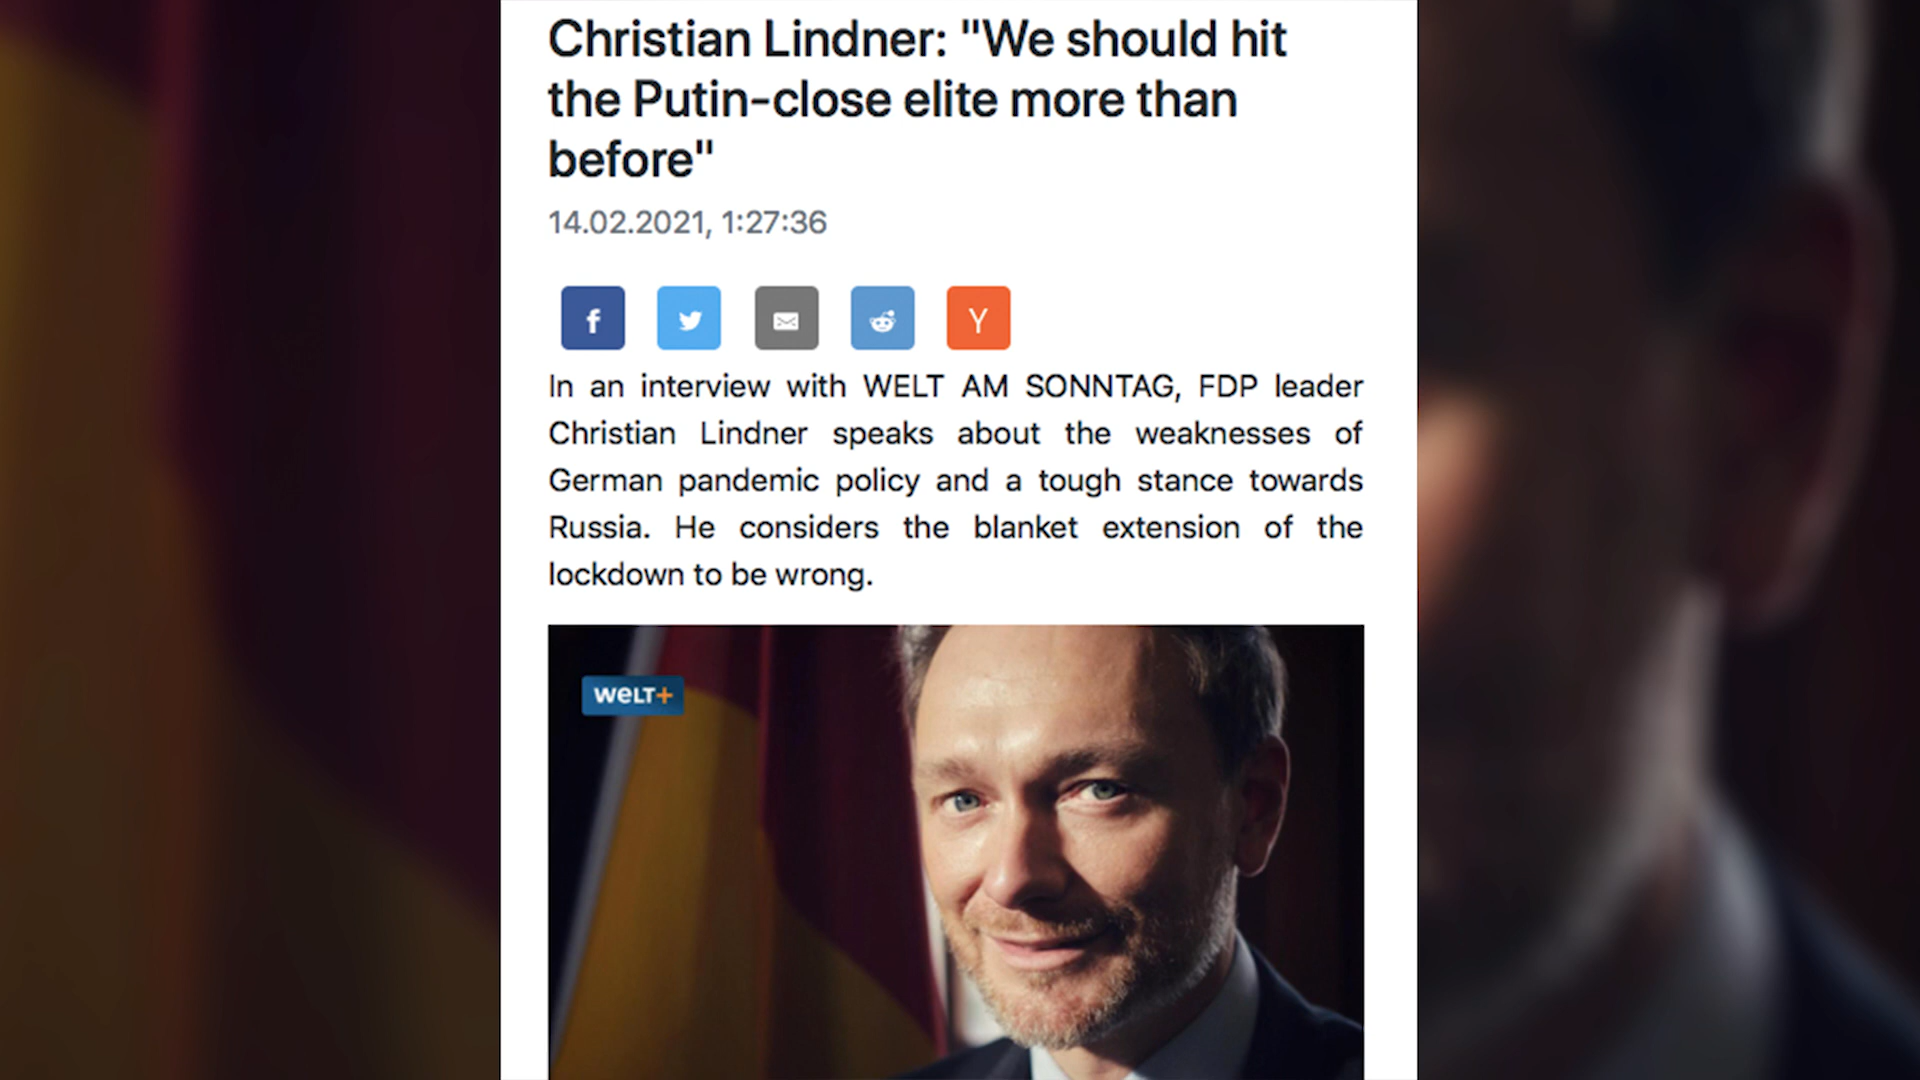 Christian Lindner: "We should hit
the Putin-close elite more than
before"
14.02.2021, 1:27:36
f
Y
In an interview with WELT AM SONNTAG, FDP leader
Christian Lindner speaks about the weaknesses of
German pandemic policy and a tough stance towards
Russia. He considers the blanket extension of the
lockdown to be wrong.
WELT+